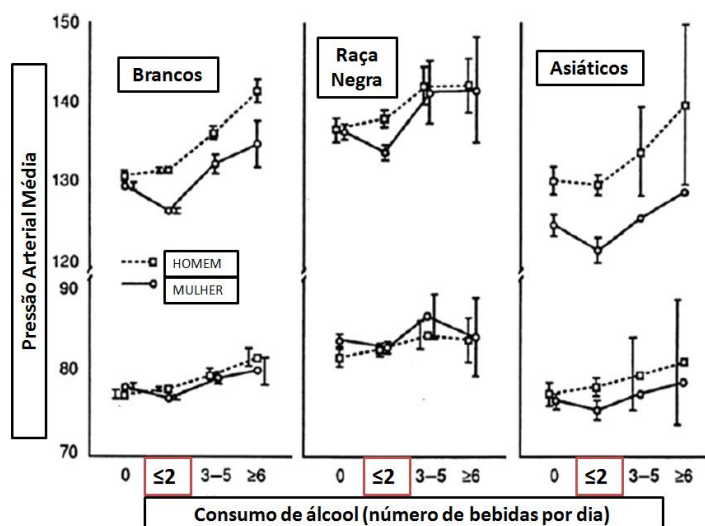 150
140
130
120
90
80
70
Pressão Arterial Média
Brancos
Raça
Negra
Asiáticos
HOMEM
MULHER
0 ≤2 3–5 ≥6
0 ≤2 3–5 ≥6
0 ≤2 3–5 ≥6
Consumo de álcool (número de bebidas por dia)